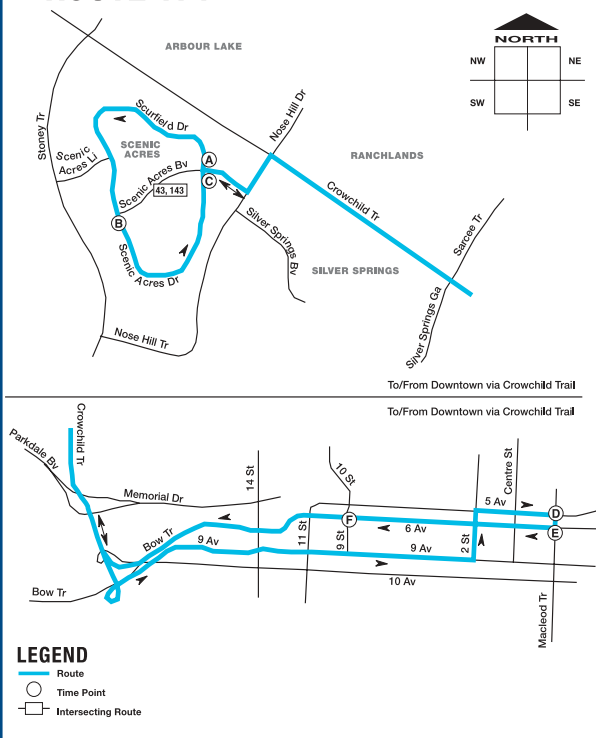 ARBOUR LAKE
NORTH
NW
NE
SW
SE
Stoney Tr
Scurfield Dr
Nose Hill Dr
SCENIC
ACRES
Scenic
Acres Li
A
RANCHLANDS
Scenic Acres Bv
43, 143
C
Crowchild Tr
B
Silver Springs Bv
Sarcee Tr
Scenic Acres Dr
SILVER SPRINGS
Nose Hill Tr
Silver Springs Ga
To/From Downtown via Crowchild Trail
To/From Downtown via Crowchild Trail
Crowchild Tr
Parkdale Bv
Memorial Dr
14 St
10 St
Centre St
5 Av
D
Bow Tr
9 Av
11 St
F
9 St
6 Av
E
2 St
9 Av
10 Av
Bow Tr
Macleod Tr
LEGEND
Route
Time Point
Intersecting Route